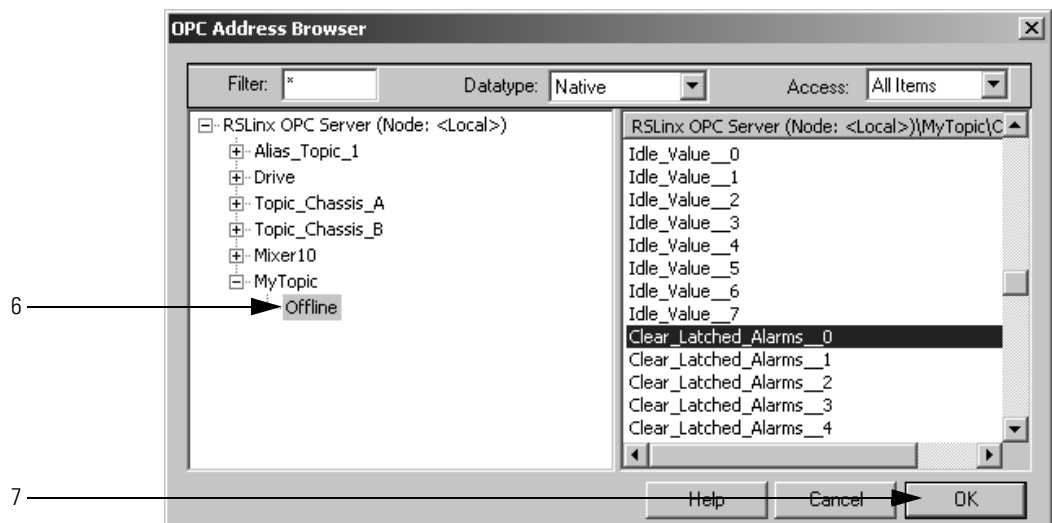 OPC Address Browser
Filter: * Datatype: Native Access: All Items
RSLinx OPC Server (Node: <Local>)
Alias_Topic_1
Drive
Topic_Chassis_A
Topic_Chassis_B
Mixer10
MyTopic
6 Offline
RSLinx OPC Server (Node: <Local>)\MyTopic\C
Idle_Value__0
Idle_Value__1
Idle_Value__2
Idle_Value__3
Idle_Value__4
Idle_Value__5
Idle_Value__6
Idle_Value__7
Clear_Latched_Alarms__0
Clear_Latched_Alarms__1
Clear_Latched_Alarms__2
Clear_Latched_Alarms__3
Clear_Latched_Alarms__4
7 Help Cancel OK